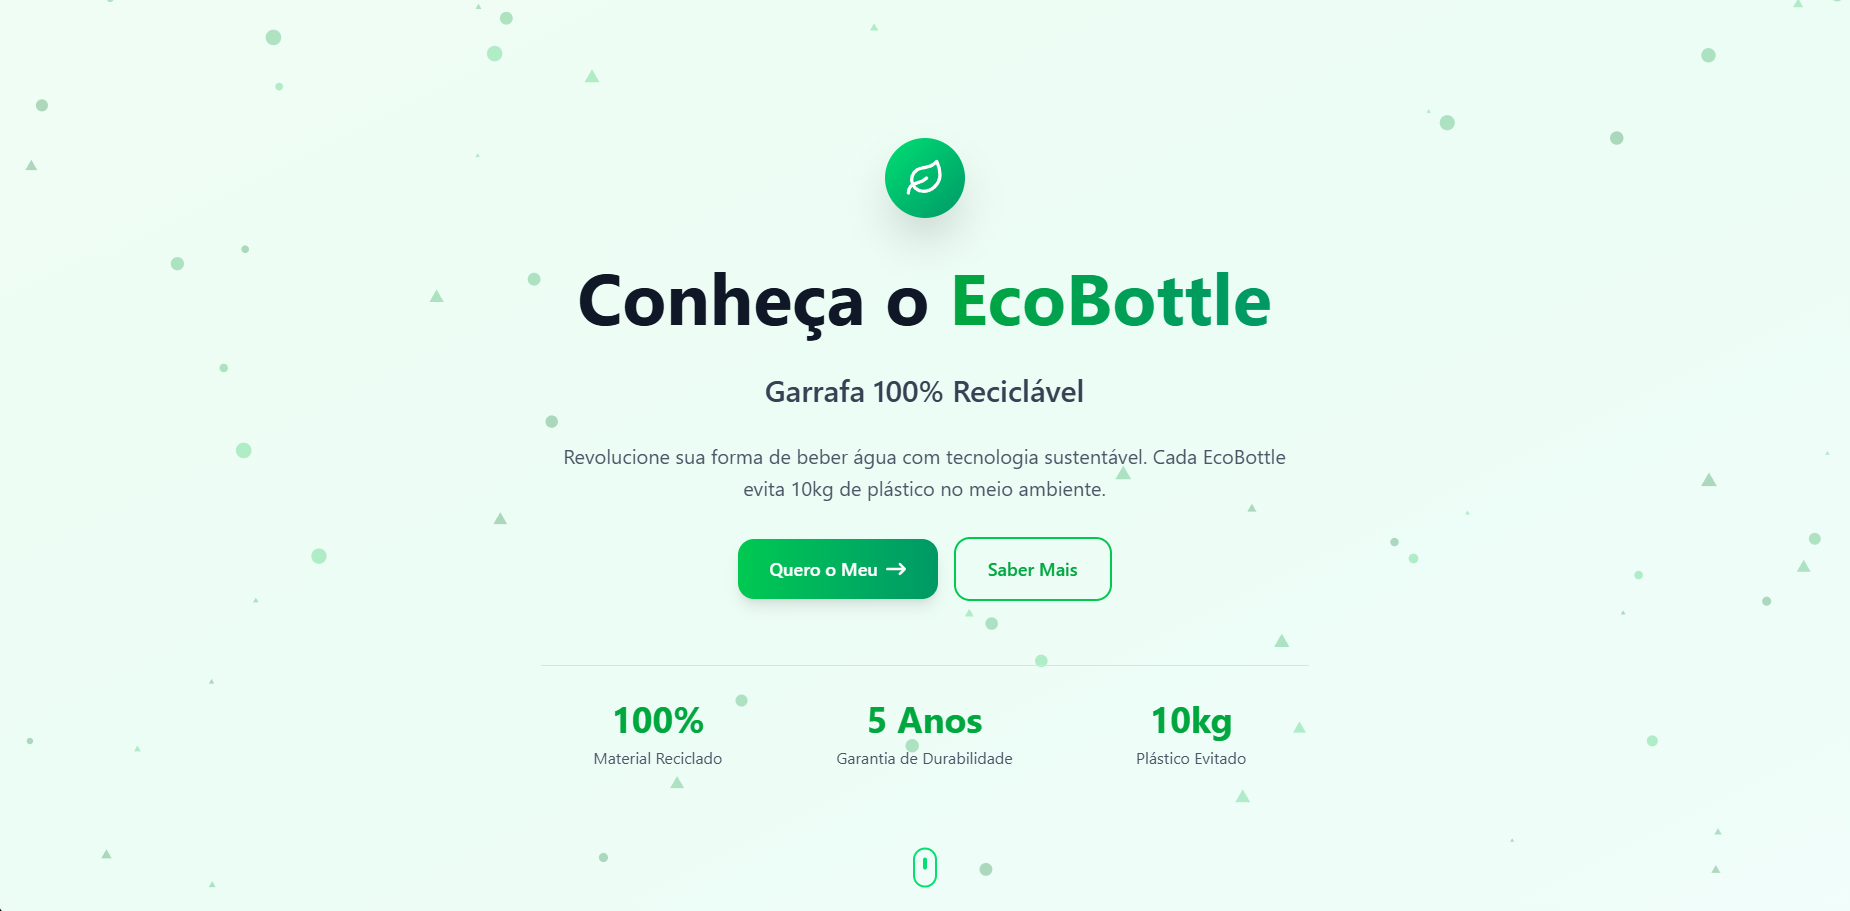 Conheça o EcoBottle
Garrafa 100% Reciclável
Revolucione sua forma de beber água com tecnologia sustentável. Cada EcoBottle
evita 10kg de plástico no meio ambiente.
Quero o Meu →
Saber Mais
100%
Material Reciclado
5 Anos
Garantia de Durabilidade
10kg
Plástico Evitado